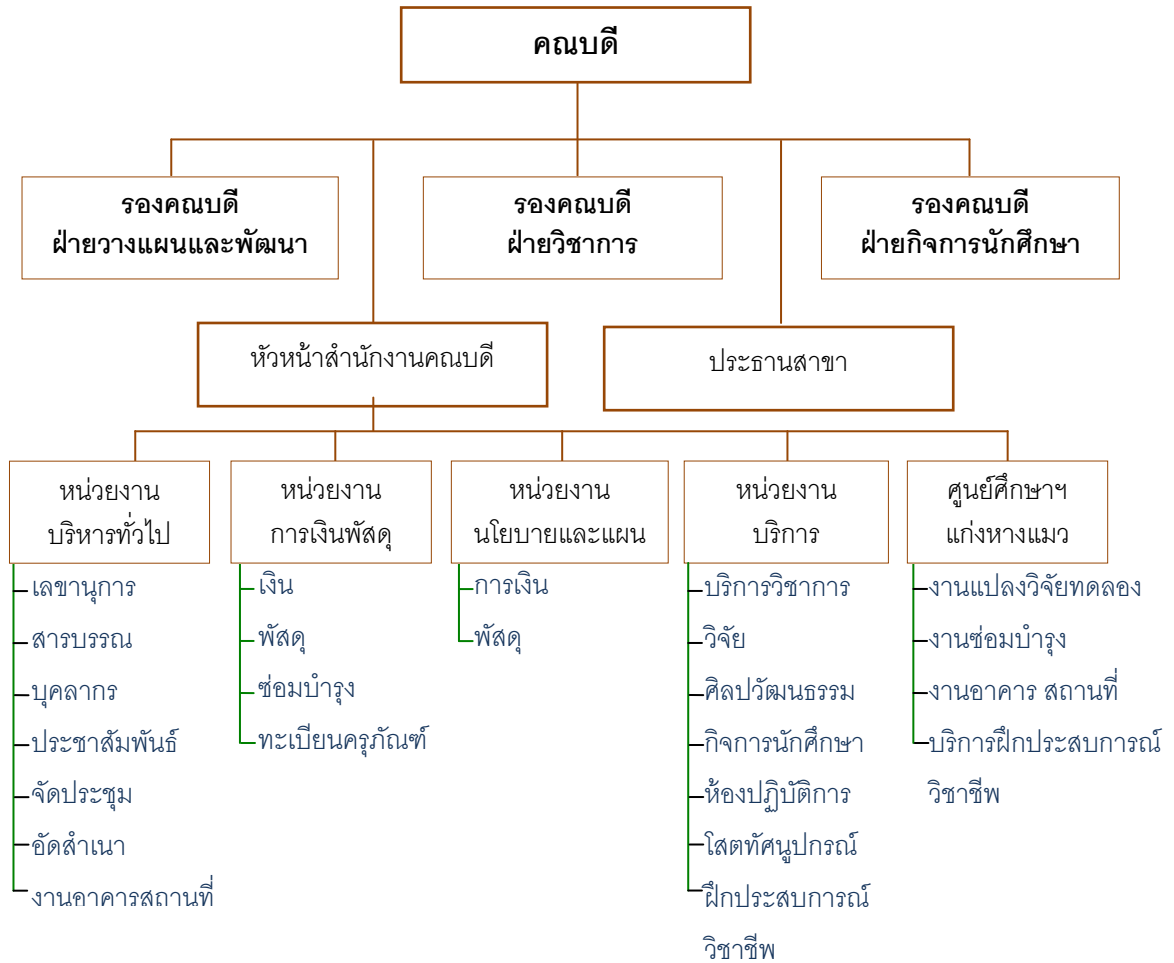 คณบดี
รองคณบดี
ฝ่ายวางแผนและพัฒนา
รองคณบดี
ฝ่ายวิชาการ
รองคณบดี
ฝ่ายกิจการนักศึกษา
หัวหน้าสำนักงานคณบดี
ประธานสาขา
หน่วยงาน
บริหารทั่วไป
เลขานุการ
สารบรรณ
บุคลากร
ประชาสัมพันธ์
จัดประชุม
อัดสำเนา
งานอาคารสถานที่
หน่วยงาน
การเงินพัสดุ
เงิน
พัสดุ
ซ่อมบำรุง
ทะเบียนครุภัณฑ์
หน่วยงาน
นโยบายและแผน
การเงิน
พัสดุ
หน่วยงาน
บริการ
บริการวิชาการ
วิจัย
ศิลปวัฒนธรรม
กิจการนักศึกษา
ห้องปฏิบัติการ
โสตทัศนูปกรณ์
ฝึกประสบการณ์
วิชาชีพ
ศูนย์ศึกษาฯ
แก่งหางแมว
งานแปลงวิจัยทดลอง
งานซ่อมบำรุง
งานอาคาร สถานที่
บริการฝึกประสบการณ์
วิชาชีพ